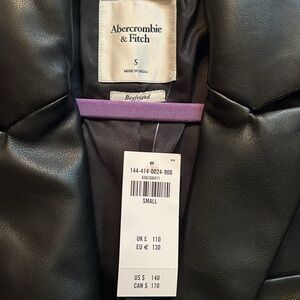 Abercrombie
& Fitch
S
MADE IN INDIA
Boyfriend
144-414-0024-900
SMALL
UK £ 110
EU € 130
US $ 140
CAN $ 170